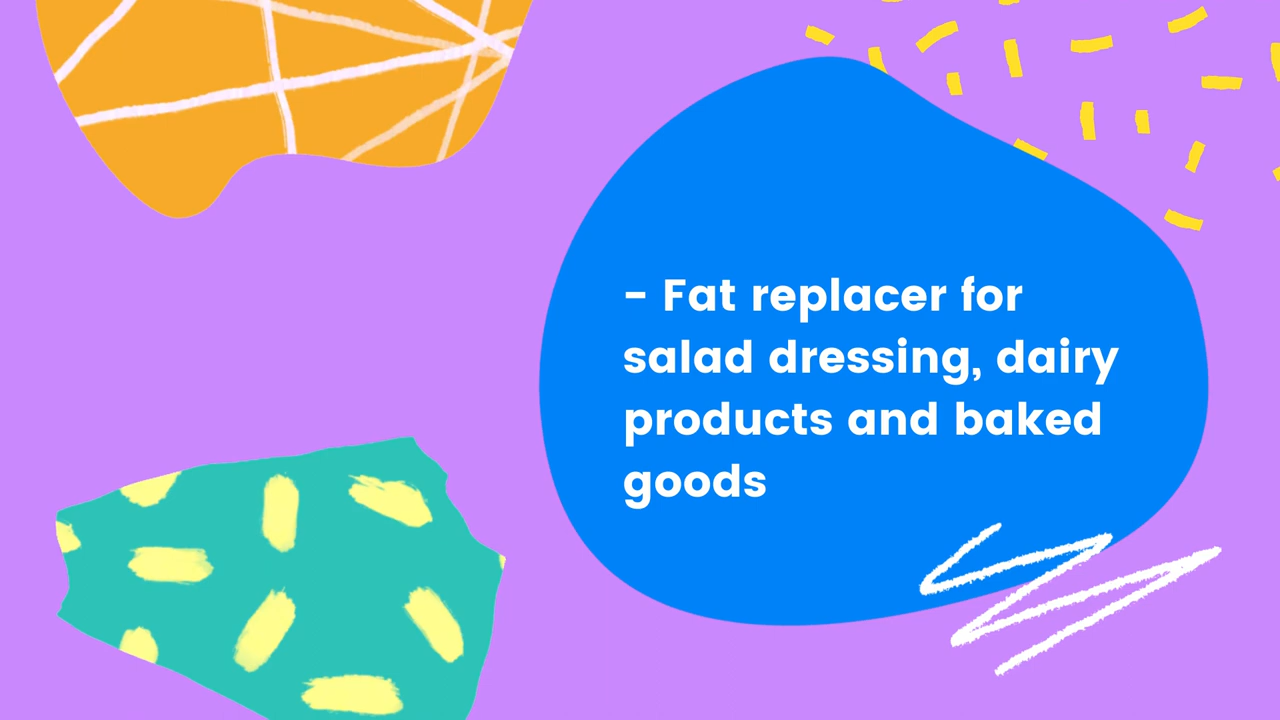 - Fat replacer for
salad dressing, dairy
products and baked
goods